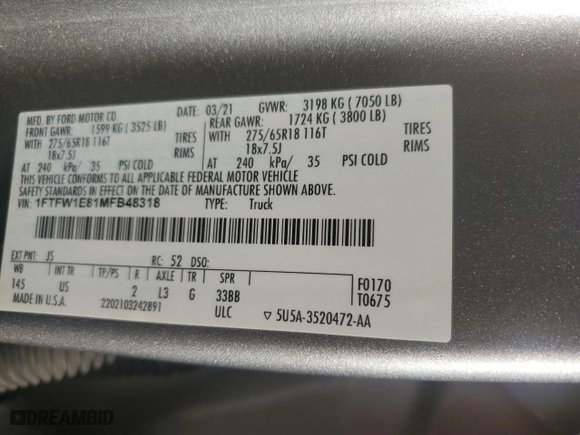 MFD. BY FORD MOTOR CO. DATE: 03/21 GVWR: 3198 KG ( 7050 LB)
FRONT GAWR: 1599 KG ( 3525 LB) REAR GAWR: 1724 KG ( 3800 LB)
WITH 275/65R18 116T TIRES WITH 275/65R18 116T TIRES
18x7.5J RIMS 18x7.5J RIMS
AT 240 kPa/ 35 PSI COLD AT 240 kPa/ 35 PSI COLD
THIS VEHICLE CONFORMS TO ALL APPLICABLE FEDERAL MOTOR VEHICLE
SAFETY STANDARDS IN EFFECT ON THE DATE OF MANUFACTURE SHOWN ABOVE.
VIN: 1FTFW1E81MFB48318 TYPE: Truck
EXT PNT: JS RC: 52 DSO:
WB INT TR TP/PS R AXLE TR SPR F0170
145 US 2 L3 G 33BB T0675
MADE IN U.S.A. 2202103242891 ULC ▽ 5U5A-3520472-AA
DREAMBID